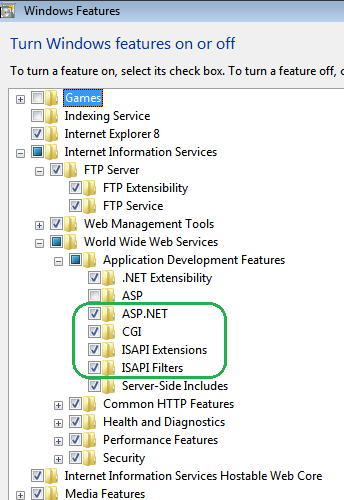 Windows Features
Turn Windows features on or off
To turn a feature on, select its check box. To turn a feature off, c
Games
Indexing Service
Internet Explorer 8
Internet Information Services
FTP Server
FTP Extensibility
FTP Service
Web Management Tools
World Wide Web Services
Application Development Features
.NET Extensibility
ASP
ASP.NET
CGI
ISAPI Extensions
ISAPI Filters
Server-Side Includes
Common HTTP Features
Health and Diagnostics
Performance Features
Security
Internet Information Services Hostable Web Core
Media Features